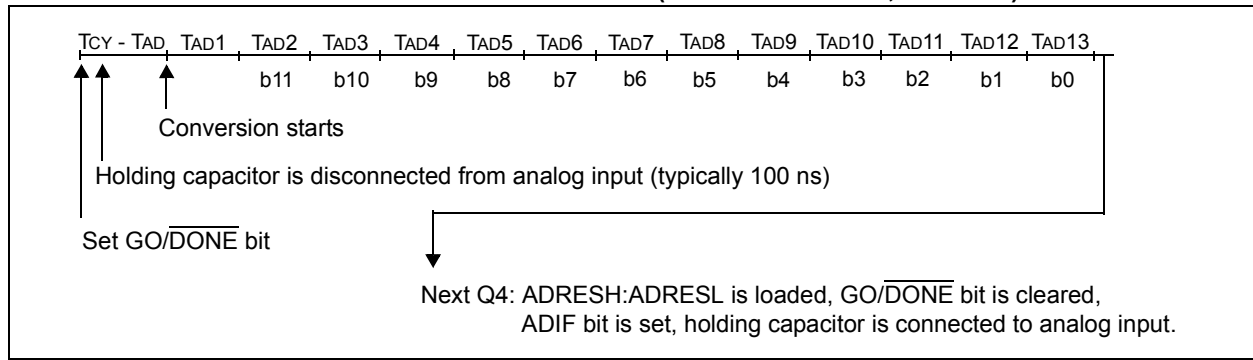 TCY - TAD TAD1 TAD2 TAD3 TAD4 TAD5 TAD6 TAD7 TAD8 TAD9 TAD10 TAD11 TAD12 TAD13
b11 b10 b9 b8 b7 b6 b5 b4 b3 b2 b1 b0
Conversion starts
Holding capacitor is disconnected from analog input (typically 100 ns)
Set GO/DONE bit
Next Q4: ADRESH:ADRESL is loaded, GO/DONE bit is cleared,
ADIF bit is set, holding capacitor is connected to analog input.